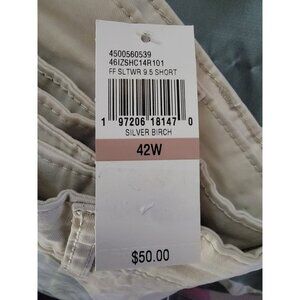 4500560539
46IZSHC14R101
FF SLTWR 9.5 SHORT
1 97206 18147 0
SILVER BIRCH
42W
$50.00